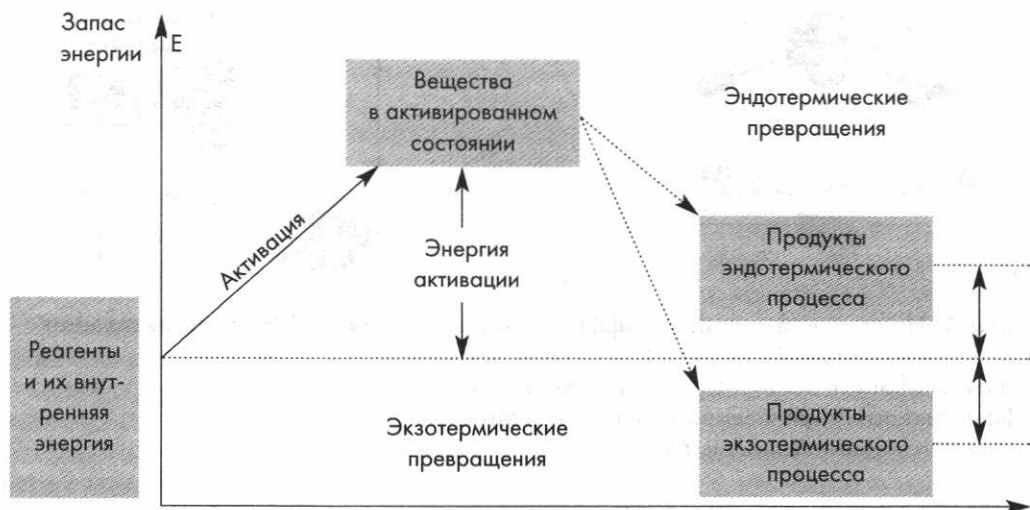 Запас
энергии
E
Вещества
в активированном
состоянии
Эндотермические
превращения
Активация
Энергия
активации
Продукты
эндотермического
процесса
Реагенты
и их внут-
ренняя
энергия
Экзотермические
превращения
Продукты
экзотермического
процесса